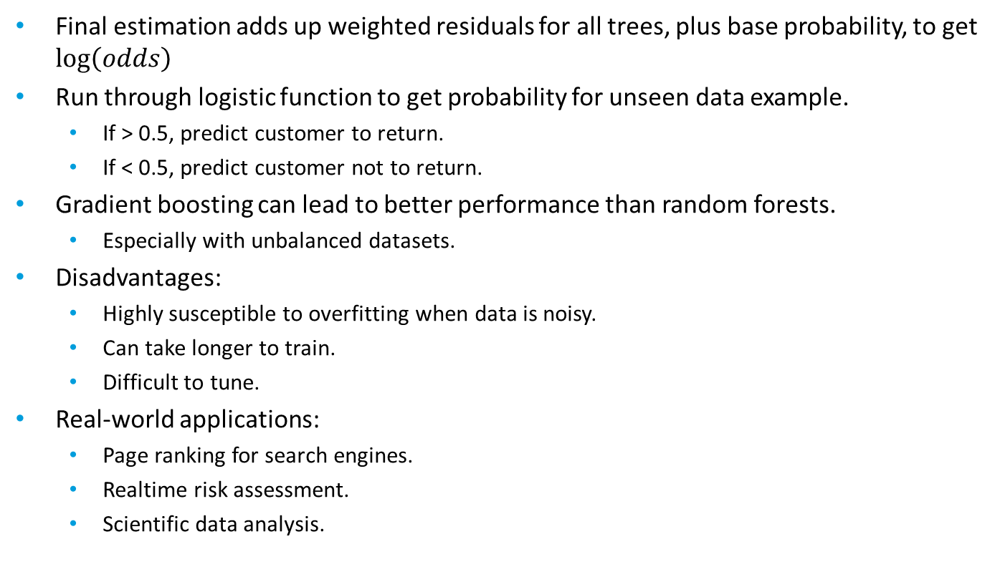 • Final estimation adds up weighted residuals for all trees, plus base probability, to get
log(odds)
• Run through logistic function to get probability for unseen data example.
• If > 0.5, predict customer to return.
• If < 0.5, predict customer not to return.
• Gradient boosting can lead to better performance than random forests.
• Especially with unbalanced datasets.
• Disadvantages:
• Highly susceptible to overfitting when data is noisy.
• Can take longer to train.
• Difficult to tune.
• Real-world applications:
• Page ranking for search engines.
• Realtime risk assessment.
• Scientific data analysis.